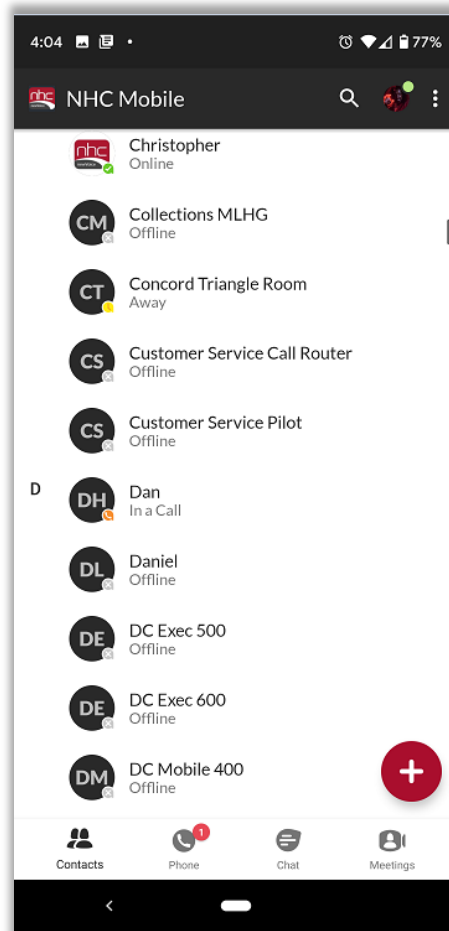 4:04
77%
nhc
NHC Mobile
nhc
Christopher
Online
CM
Collections MLHG
Offline
CT
Concord Triangle Room
Away
CS
Customer Service Call Router
Offline
CS
Customer Service Pilot
Offline
D
DH
Dan
In a Call
DL
Daniel
Offline
DE
DC Exec 500
Offline
DE
DC Exec 600
Offline
DM
DC Mobile 400
Offline
1
Contacts
Phone
Chat
Meetings